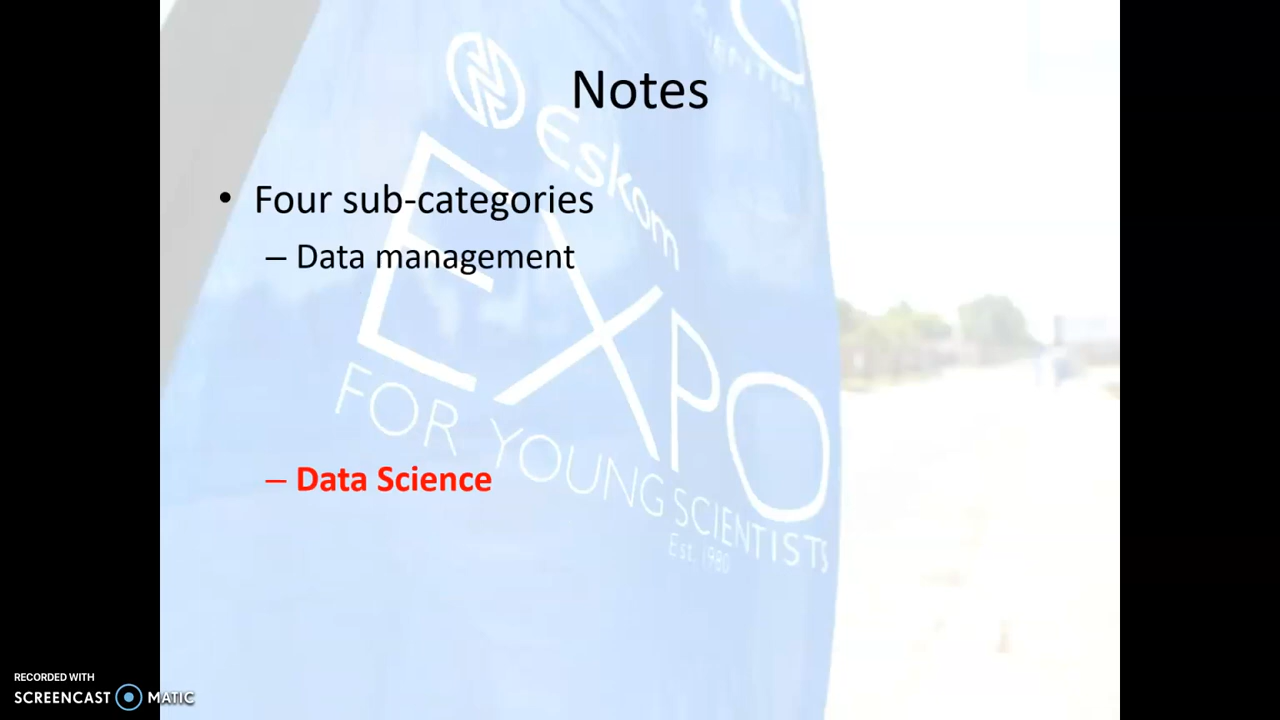 Notes
Eskom
• Four sub-categories
– Data management
EXPO
FOR YOUNG SCIENTISTS
Est. 1980
– Data Science
RECORDED WITH
SCREENCAST MATIC